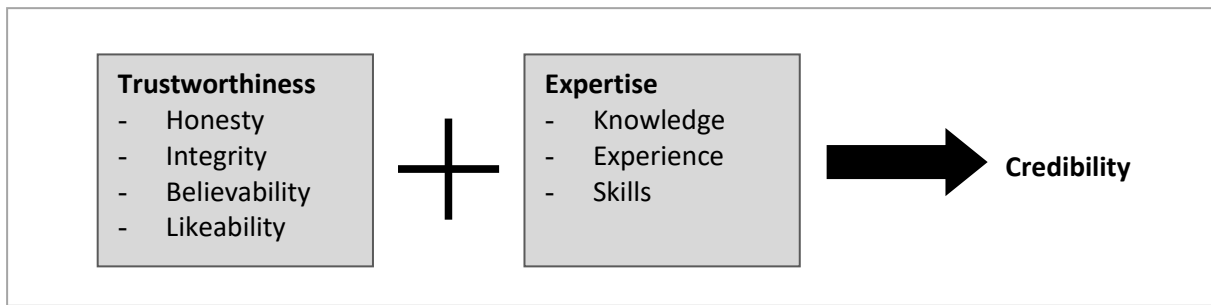 Trustworthiness
- Honesty
- Integrity
- Believability
- Likeability
Expertise
- Knowledge
- Experience
- Skills
Credibility